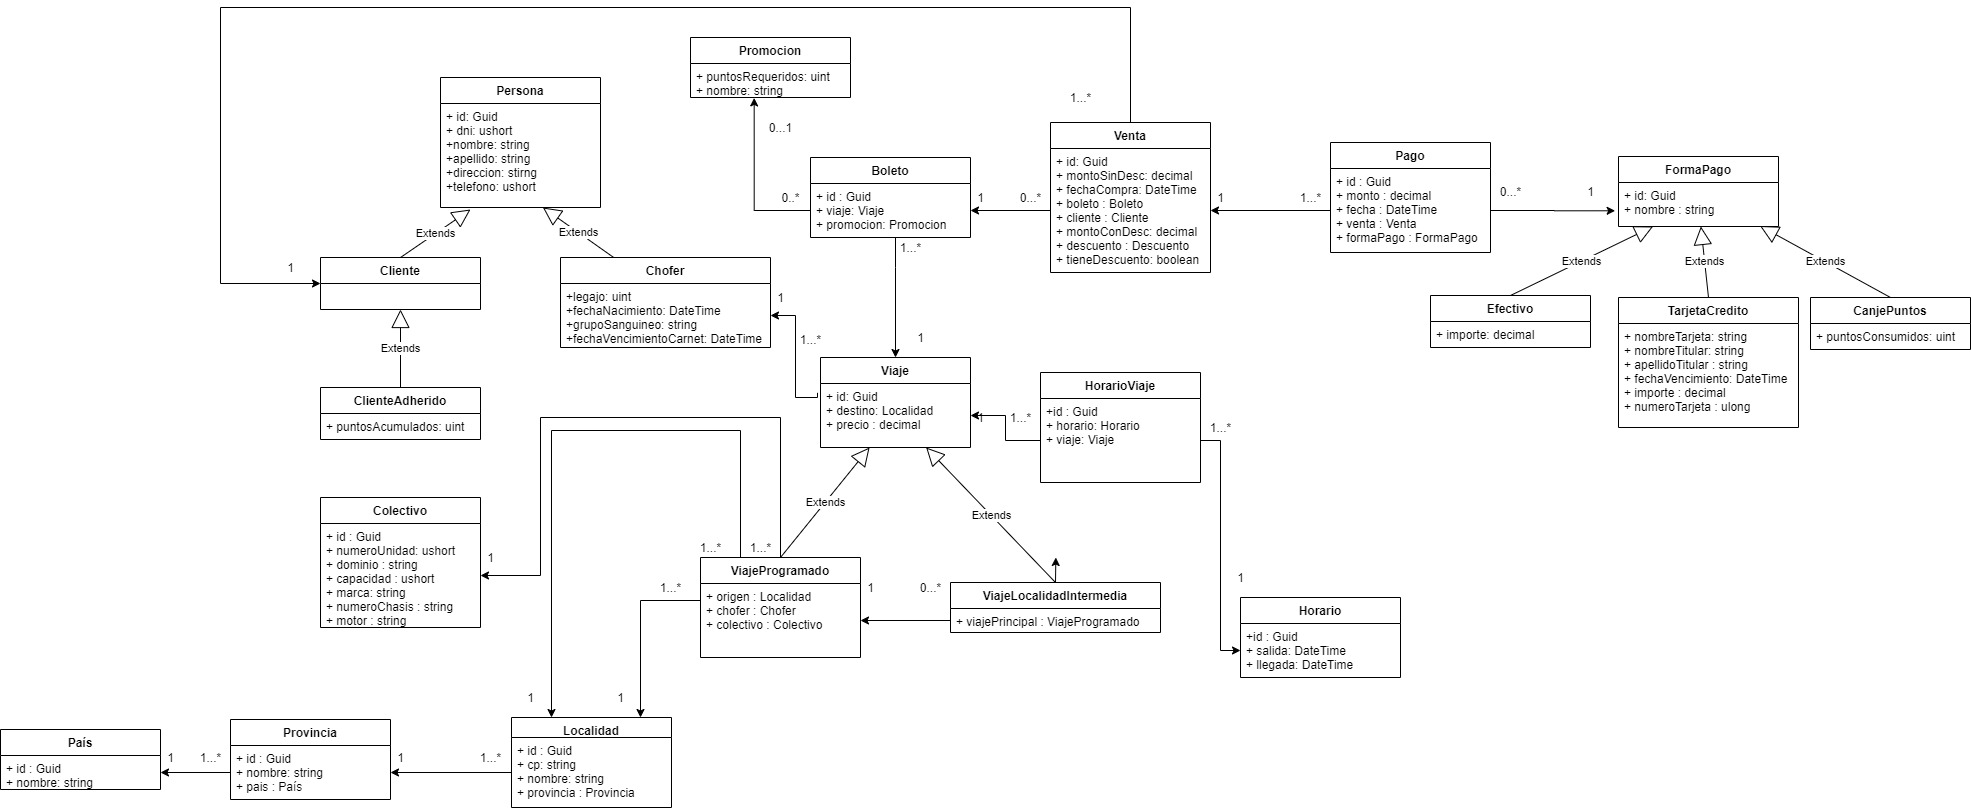 Promocion
+ puntosRequeridos: uint
+ nombre: string
Persona
+ id: Guid
+ dni: ushort
+nombre: string
+apellido: string
+direccion: stirng
+telefono: ushort
1...*
0...1
Venta
+ id: Guid
+ montoSinDesc: decimal
+ fechaCompra: DateTime
+ boleto : Boleto
+ cliente : Cliente
+ montoConDesc: decimal
+ descuento : Descuento
+ tieneDescuento: boolean
Pago
+ id : Guid
+ monto : decimal
+ fecha : DateTime
+ venta : Venta
+ formaPago : FormaPago
FormaPago
+ id: Guid
+ nombre : string
Boleto
+ id : Guid
+ viaje: Viaje
+ promocion: Promocion
0..*
1
0...*
1
1...*
0...*
1
Extends
Extends
1...*
Extends
Extends
Extends
1
Cliente
Chofer
+legajo: uint
+fechaNacimiento: DateTime
+grupoSanguineo: string
+fechaVencimientoCarnet: DateTime
1
1...*
1
Efectivo
+ importe: decimal
TarjetaCredito
+ nombreTarjeta: string
+ nombreTitular: string
+ apellidoTitular : string
+ fechaVencimiento: DateTime
+ importe : decimal
+ numeroTarjeta : ulong
CanjePuntos
+ puntosConsumidos: uint
Extends
Viaje
+ id: Guid
+ destino: Localidad
+ precio : decimal
HorarioViaje
+id : Guid
+ horario: Horario
+ viaje: Viaje
ClienteAdherido
+ puntosAcumulados: uint
1
1...*
1...*
Extends
Extends
Colectivo
+ id : Guid
+ numeroUnidad: ushort
+ dominio : string
+ capacidad : ushort
+ marca: string
+ numeroChasis : string
+ motor : string
1
1...*
1...*
ViajeProgramado
+ origen : Localidad
+ chofer : Chofer
+ colectivo : Colectivo
1...*
1
0...*
ViajeLocalidadIntermedia
+ viajePrincipal : ViajeProgramado
1
Horario
+id : Guid
+ salida: DateTime
+ llegada: DateTime
1
1
Localidad
+ id : Guid
+ cp: string
+ nombre: string
+ provincia : Provincia
Provincia
+ id : Guid
+ nombre: string
+ pais : País
País
+ id : Guid
+ nombre: string
1
1...*
1
1...*